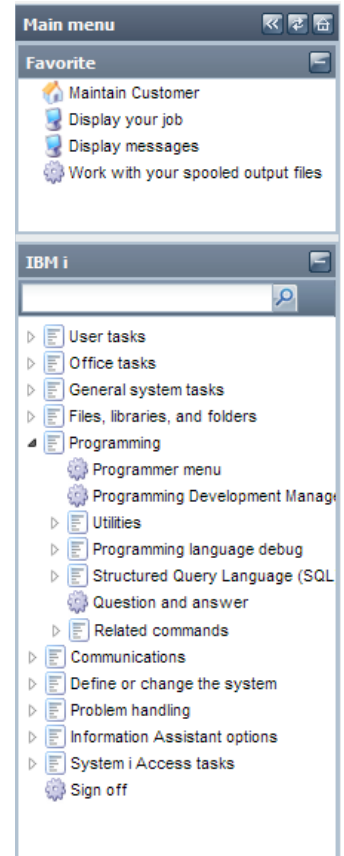 Main menu
Favorite
Maintain Customer
Display your job
Display messages
Work with your spooled output files
IBM i
User tasks
Office tasks
General system tasks
Files, libraries, and folders
Programming
Programmer menu
Programming Development Manage
Utilities
Programming language debug
Structured Query Language (SQL
Question and answer
Related commands
Communications
Define or change the system
Problem handling
Information Assistant options
System i Access tasks
Sign off